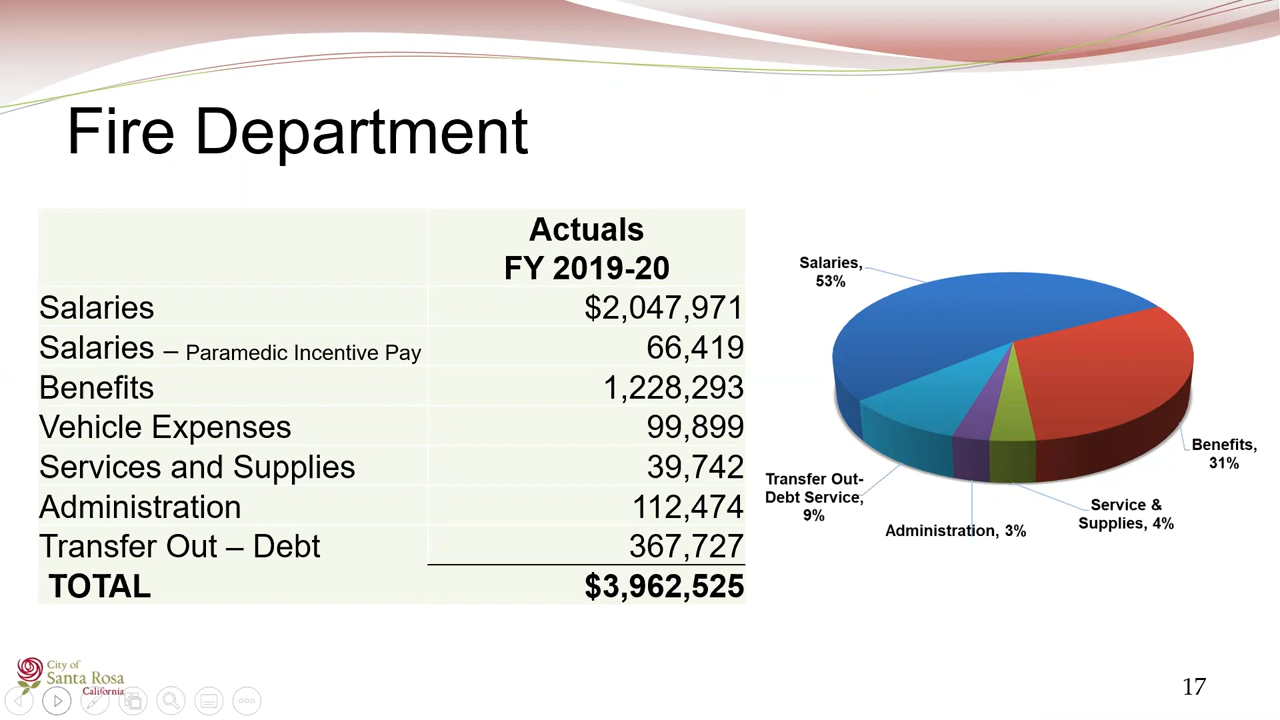 Fire Department
Actuals
FY 2019-20
Salaries $2,047,971
Salaries – Paramedic Incentive Pay 66,419
Benefits 1,228,293
Vehicle Expenses 99,899
Services and Supplies 39,742
Administration 112,474
Transfer Out – Debt 367,727
TOTAL $3,962,525
Salaries,
53%
Benefits,
31%
Service &
Supplies, 4%
Administration, 3%
Transfer Out-
Debt Service,
9%
City of
Santa Rosa
California
17